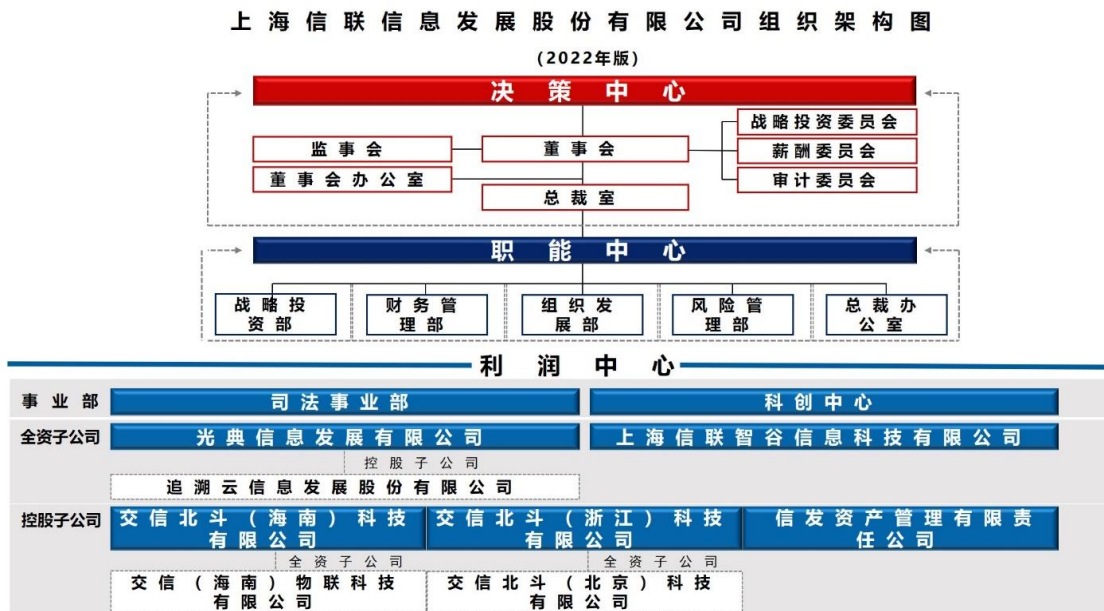 上海信联信息发展股份有限公司组织架构图
(2022年版)
决策中心
战略投资委员会
监事会
董事会
薪酬委员会
董事会办公室
审计委员会
总裁室
职能中心
战略投
资部
财务管
理部
组织发
展部
风险管
理部
总裁办
公室
利润中心
事业部
司法事业部
科创中心
全资子公司
光典信息发展有限公司
上海信联智谷信息科技有限公司
控股子公司
追溯云信息发展股份有限公司
控股子公司
交信北斗（海南）科技
有限公司
交信北斗（浙江）科技
有限公司
信发资产管理有限责
任公司
全资子公司
全资子公司
交信（海南）物联科技
有限公司
交信北斗（北京）科技
有限公司